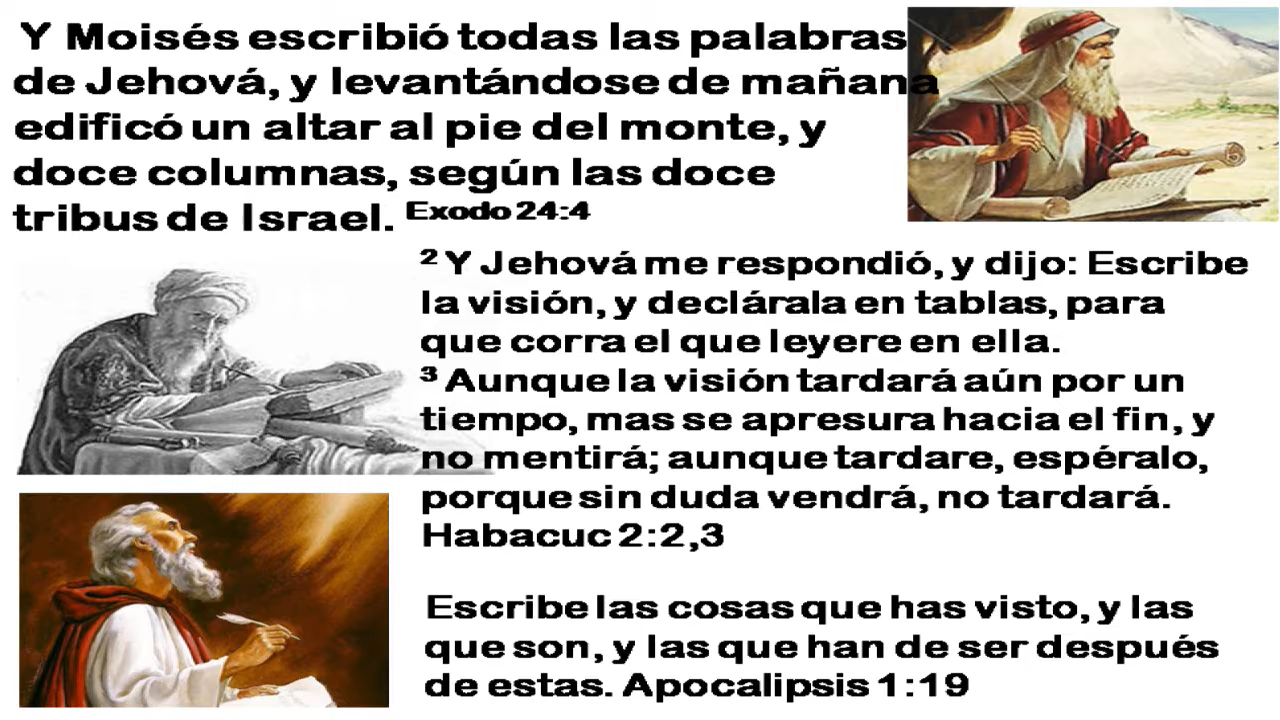 Y Moisés escribió todas las palabras
de Jehová, y levantándose de mañana
edificó un altar al pie del monte, y
doce columnas, según las doce
tribus de Israel. Exodo 24:4
2 Y Jehová me respondió, y dijo: Escribe
la visión, y declárala en tablas, para
que corra el que leyere en ella.
3 Aunque la visión tardará aún por un
tiempo, mas se apresura hacia el fin, y
no mentirá; aunque tardare, espéralo,
porque sin duda vendrá, no tardará.
Habacuc 2:2,3
Escribe las cosas que has visto, y las
que son, y las que han de ser después
de estas. Apocalipsis 1:19